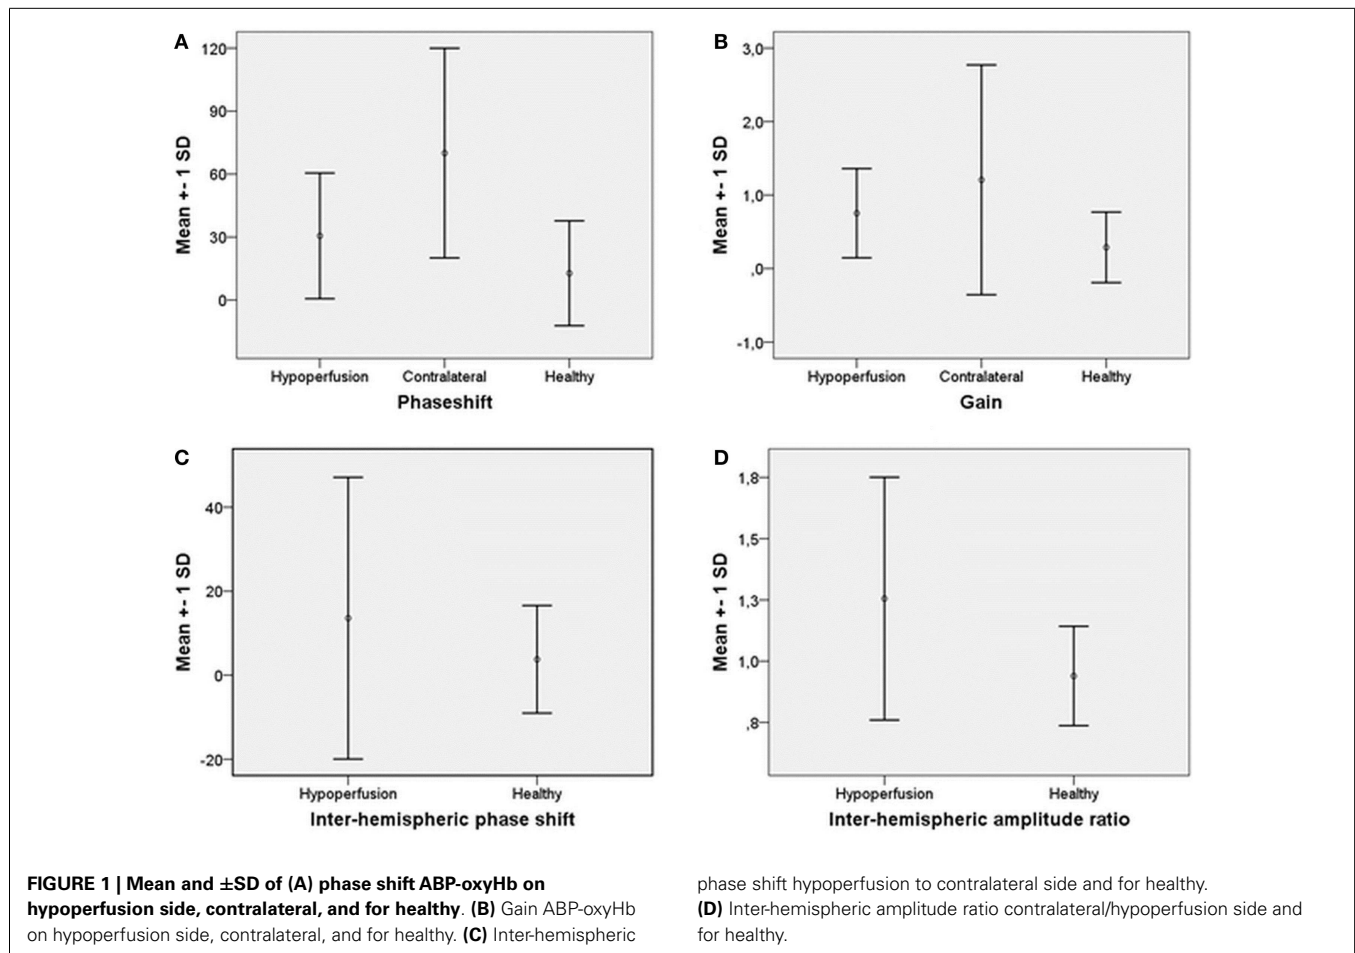 A
120
90
60
30
0
Mean +- 1 SD
Hypoperfusion Contralateral Healthy
Phaseshift
B
3,0
2,0
1,0
,0
-1,0
Mean +- 1 SD
Hypoperfusion Contralateral Healthy
Gain
C
40
20
0
-20
Mean +- 1 SD
Hypoperfusion Healthy
Inter-hemispheric phase shift
D
1,8
1,5
1,3
1,0
,8
Mean +- 1 SD
Hypoperfusion Healthy
Inter-hemispheric amplitude ratio
FIGURE 1 | Mean and ±SD of (A) phase shift ABP-oxyHb on
hypoperfusion side, contralateral, and for healthy. (B) Gain ABP-oxyHb
on hypoperfusion side, contralateral, and for healthy. (C) Inter-hemispheric
phase shift hypoperfusion to contralateral side and for healthy.
(D) Inter-hemispheric amplitude ratio contralateral/hypoperfusion side and
for healthy.